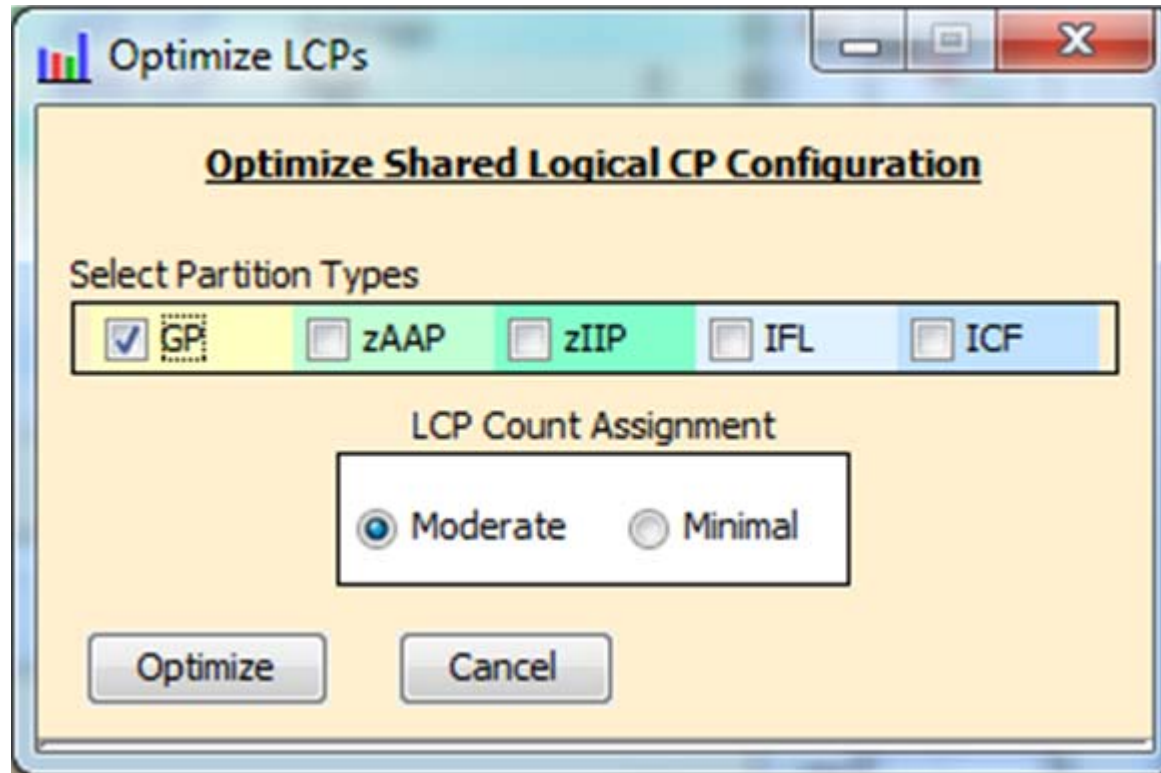 Optimize LCPs
Optimize Shared Logical CP Configuration
Select Partition Types
GP zAAP zIIP IFL ICF
LCP Count Assignment
Moderate Minimal
Optimize Cancel